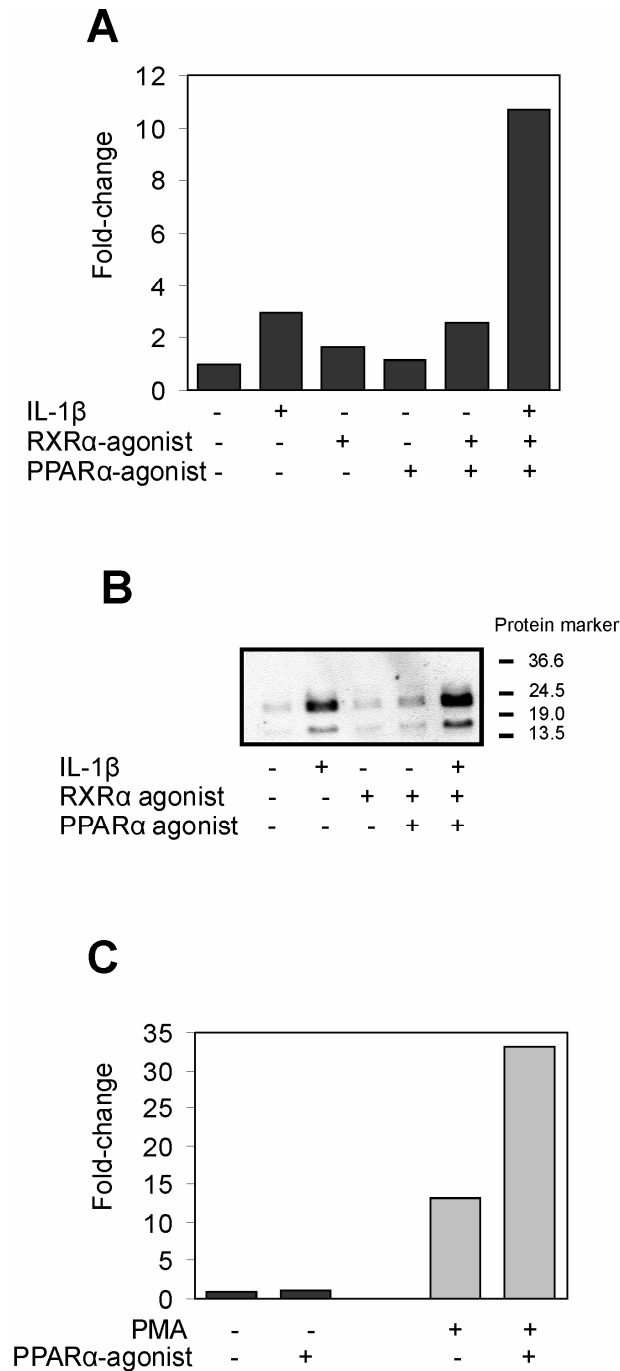 A
Fold-change
12
10
8
6
4
2
0
IL-1β - + - - - +
RXRα-agonist - - + - + +
PPARα-agonist - - - + + +
B
Protein marker
36.6
24.5
19.0
13.5
IL-1β - + - - +
RXRα agonist - - + + +
PPARα agonist - - - + +
C
Fold-change
35
30
25
20
15
10
5
0
PMA - - + +
PPARα-agonist - + - +